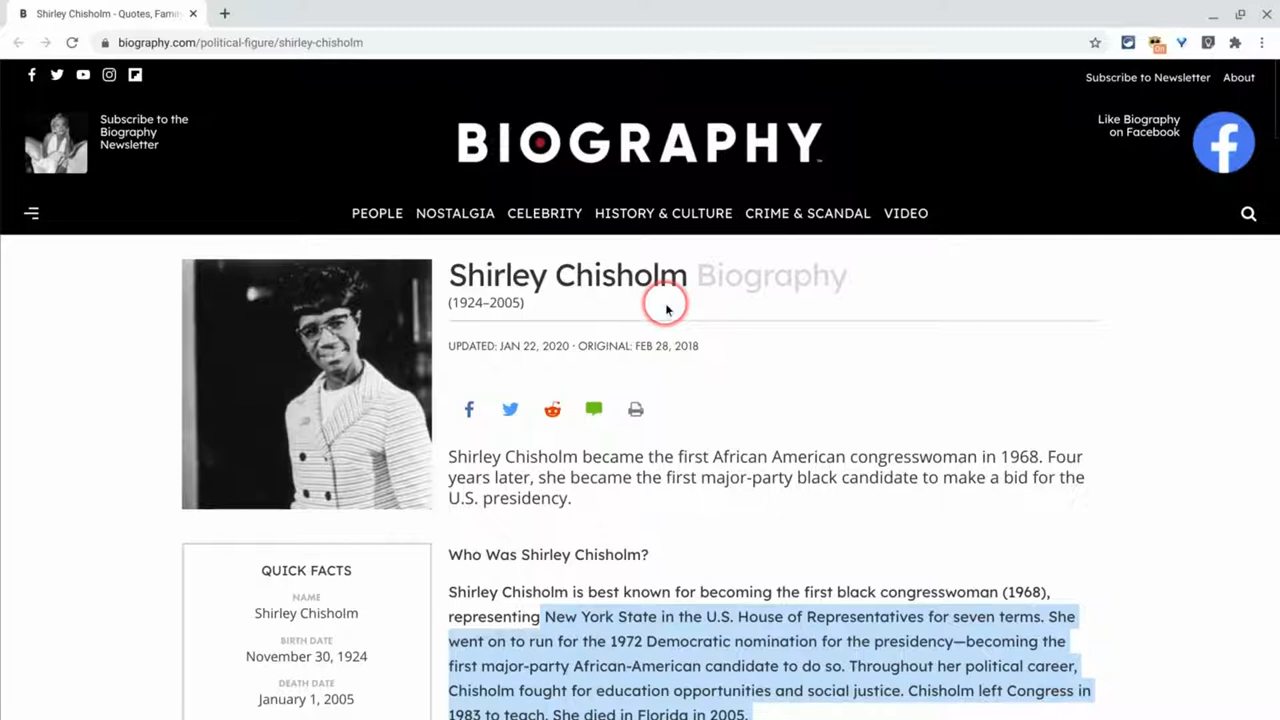 Shirley Chisholm - Quotes, Family
biography.com/political-figure/shirley-chisholm
On
Subscribe to Newsletter About
Subscribe to the
Biography
Newsletter
BIOGRAPHY
Like Biography
on Facebook
PEOPLE NOSTALGIA CELEBRITY HISTORY & CULTURE CRIME & SCANDAL VIDEO
Shirley Chisholm Biography
(1924–2005)
UPDATED: JAN 22, 2020 · ORIGINAL: FEB 28, 2018
Shirley Chisholm became the first African American congresswoman in 1968. Four
years later, she became the first major-party black candidate to make a bid for the
U.S. presidency.
Who Was Shirley Chisholm?
Shirley Chisholm is best known for becoming the first black congresswoman (1968),
representing New York State in the U.S. House of Representatives for seven terms. She
went on to run for the 1972 Democratic nomination for the presidency—becoming the
first major-party African-American candidate to do so. Throughout her political career,
Chisholm fought for education opportunities and social justice. Chisholm left Congress in
1983 to teach. She died in Florida in 2005.
QUICK FACTS
NAME
Shirley Chisholm
BIRTH DATE
November 30, 1924
DEATH DATE
January 1, 2005